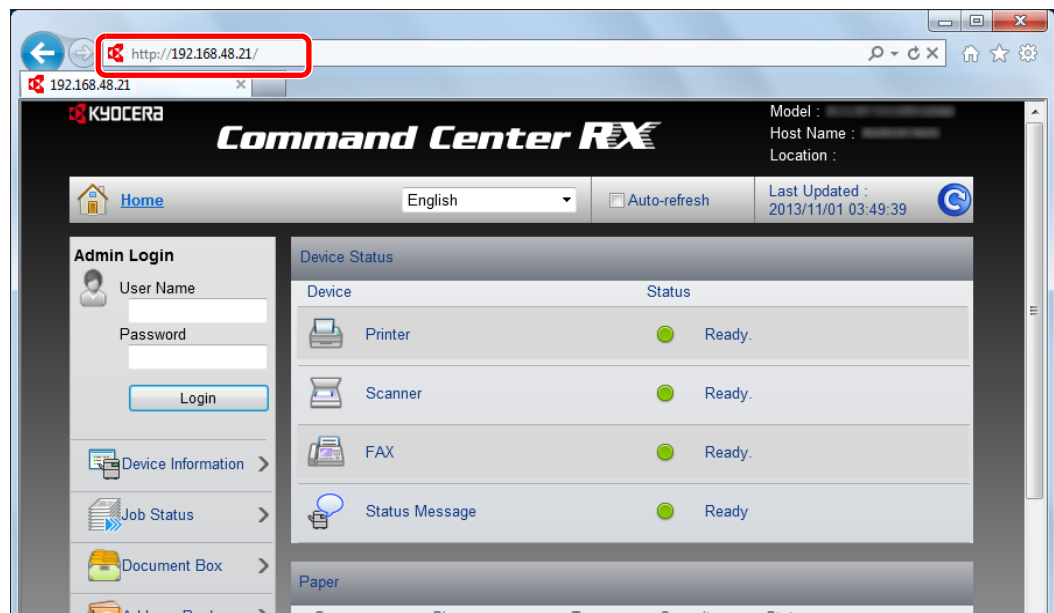 http://192.168.48.21/
192.168.48.21
KYOCERA
Command Center RX
Model :
Host Name :
Location :
Home
English
Auto-refresh
Last Updated :
2013/11/01 03:49:39
Admin Login
User Name
Password
Login
Device Information
Job Status
Document Box
Device Status
Device Status
Printer Ready.
Scanner Ready.
FAX Ready.
Status Message Ready
Paper